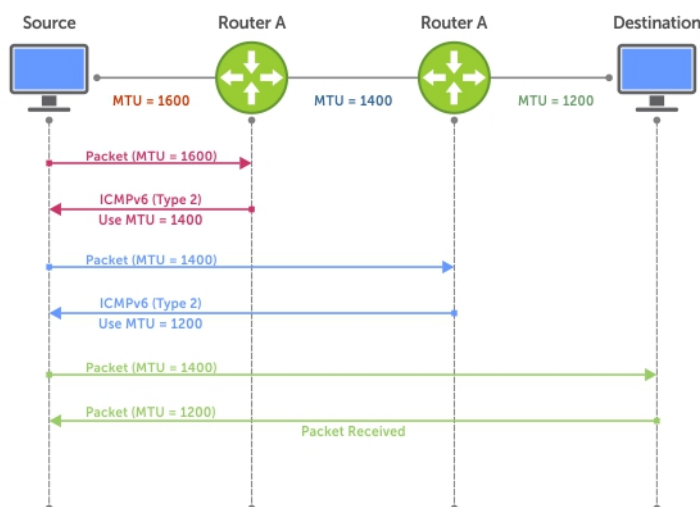 Source
Router A
Router A
Destination
MTU = 1600
MTU = 1400
MTU = 1200
Packet (MTU = 1600)
ICMPv6 (Type 2)
Use MTU = 1400
Packet (MTU = 1400)
ICMPv6 (Type 2)
Use MTU = 1200
Packet (MTU = 1400)
Packet (MTU = 1200)
Packet Received